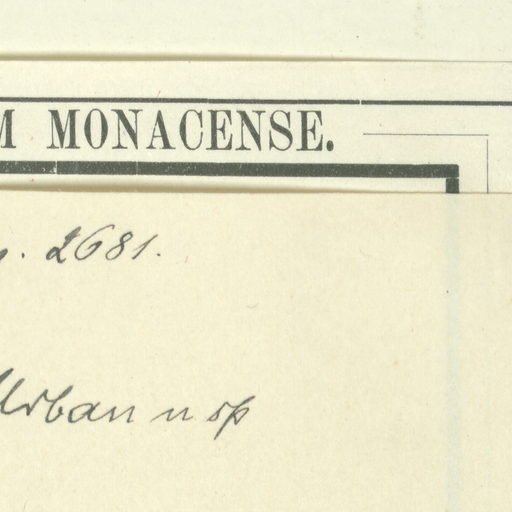 M MONACENSE.
. 2681.
Urban n sp